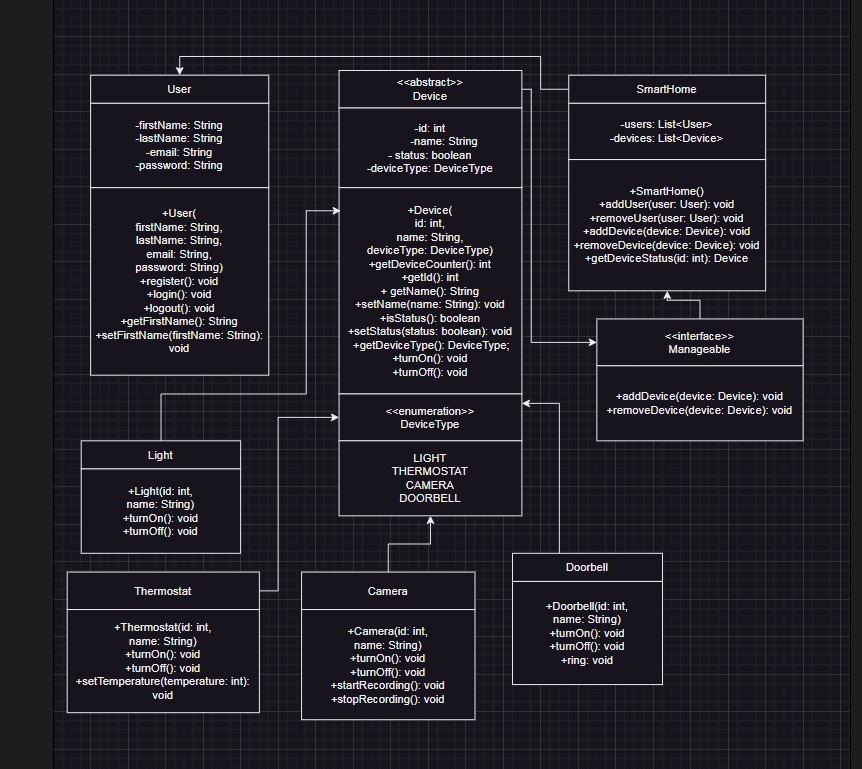 User
-firstName: String
-lastName: String
-email: String
-password: String
+User(
firstName: String,
lastName: String,
email: String,
password: String)
+register(): void
+login(): void
+logout(): void
+getFirstName(): String
+setFirstName(firstName: String):
void
<<abstract>>
Device
-id: int
-name: String
- status: boolean
-deviceType: DeviceType
+Device(
id: int,
name: String,
deviceType: DeviceType)
+getDeviceCounter(): int
+getId(): int
+ getName(): String
+setName(name: String): void
+isStatus(): boolean
+setStatus(status: boolean): void
+getDeviceType(): DeviceType;
+turnOn(): void
+turnOff(): void
<<enumeration>>
DeviceType
LIGHT
THERMOSTAT
CAMERA
DOORBELL
SmartHome
-users: List<User>
-devices: List<Device>
+SmartHome()
+addUser(user: User): void
+removeUser(user: User): void
+addDevice(device: Device): void
+removeDevice(device: Device): void
+getDeviceStatus(id: int): Device
<<interface>>
Manageable
+addDevice(device: Device): void
+removeDevice(device: Device): void
Light
+Light(id: int,
name: String)
+turnOn(): void
+turnOff(): void
Thermostat
+Thermostat(id: int,
name: String)
+turnOn(): void
+turnOff(): void
+setTemperature(temperature: int):
void
Camera
+Camera(id: int,
name: String)
+turnOn(): void
+turnOff(): void
+startRecording(): void
+stopRecording(): void
Doorbell
+Doorbell(id: int,
name: String)
+turnOn(): void
+turnOff(): void
+ring: void